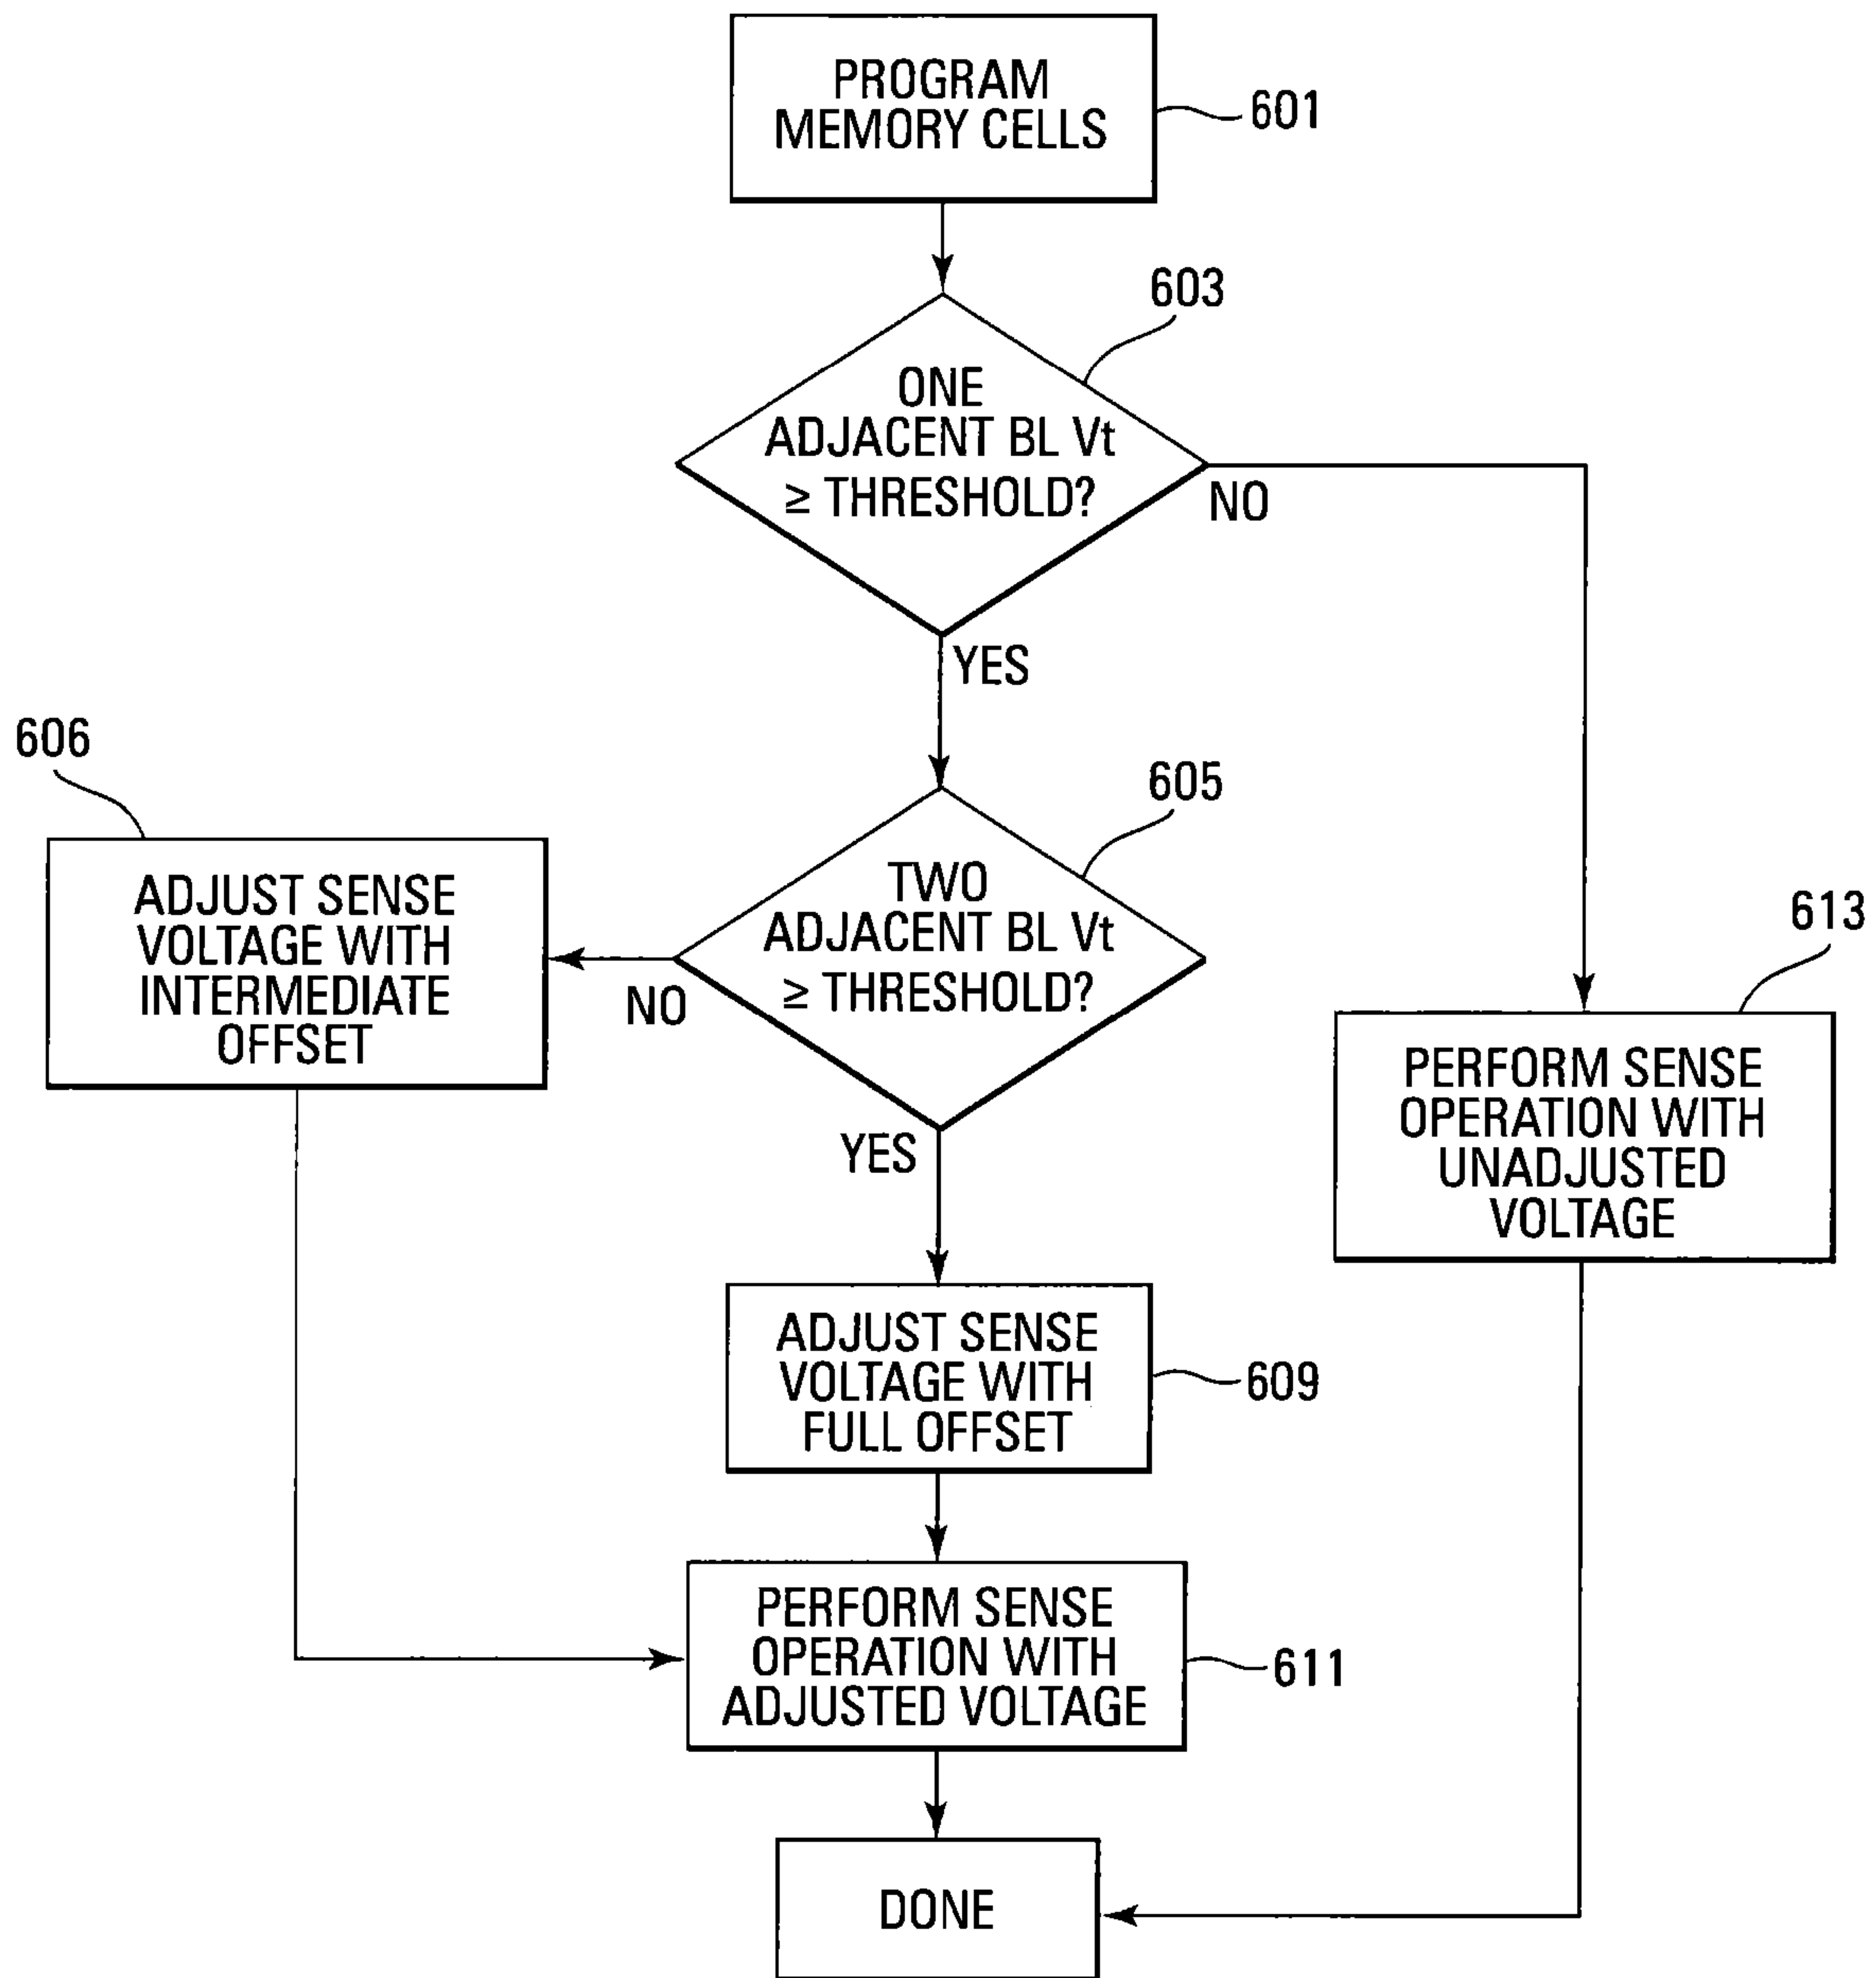 PROGRAM
MEMORY CELLS
601
603
ONE
ADJACENT BL Vt
≥ THRESHOLD?
NO
YES
606
605
TWO
ADJACENT BL Vt
≥ THRESHOLD?
ADJUST SENSE
VOLTAGE WITH
INTERMEDIATE
OFFSET
NO
613
YES
PERFORM SENSE
OPERATION WITH
UNADJUSTED
VOLTAGE
ADJUST SENSE
VOLTAGE WITH
FULL OFFSET
609
PERFORM SENSE
OPERATION WITH
ADJUSTED VOLTAGE
611
DONE